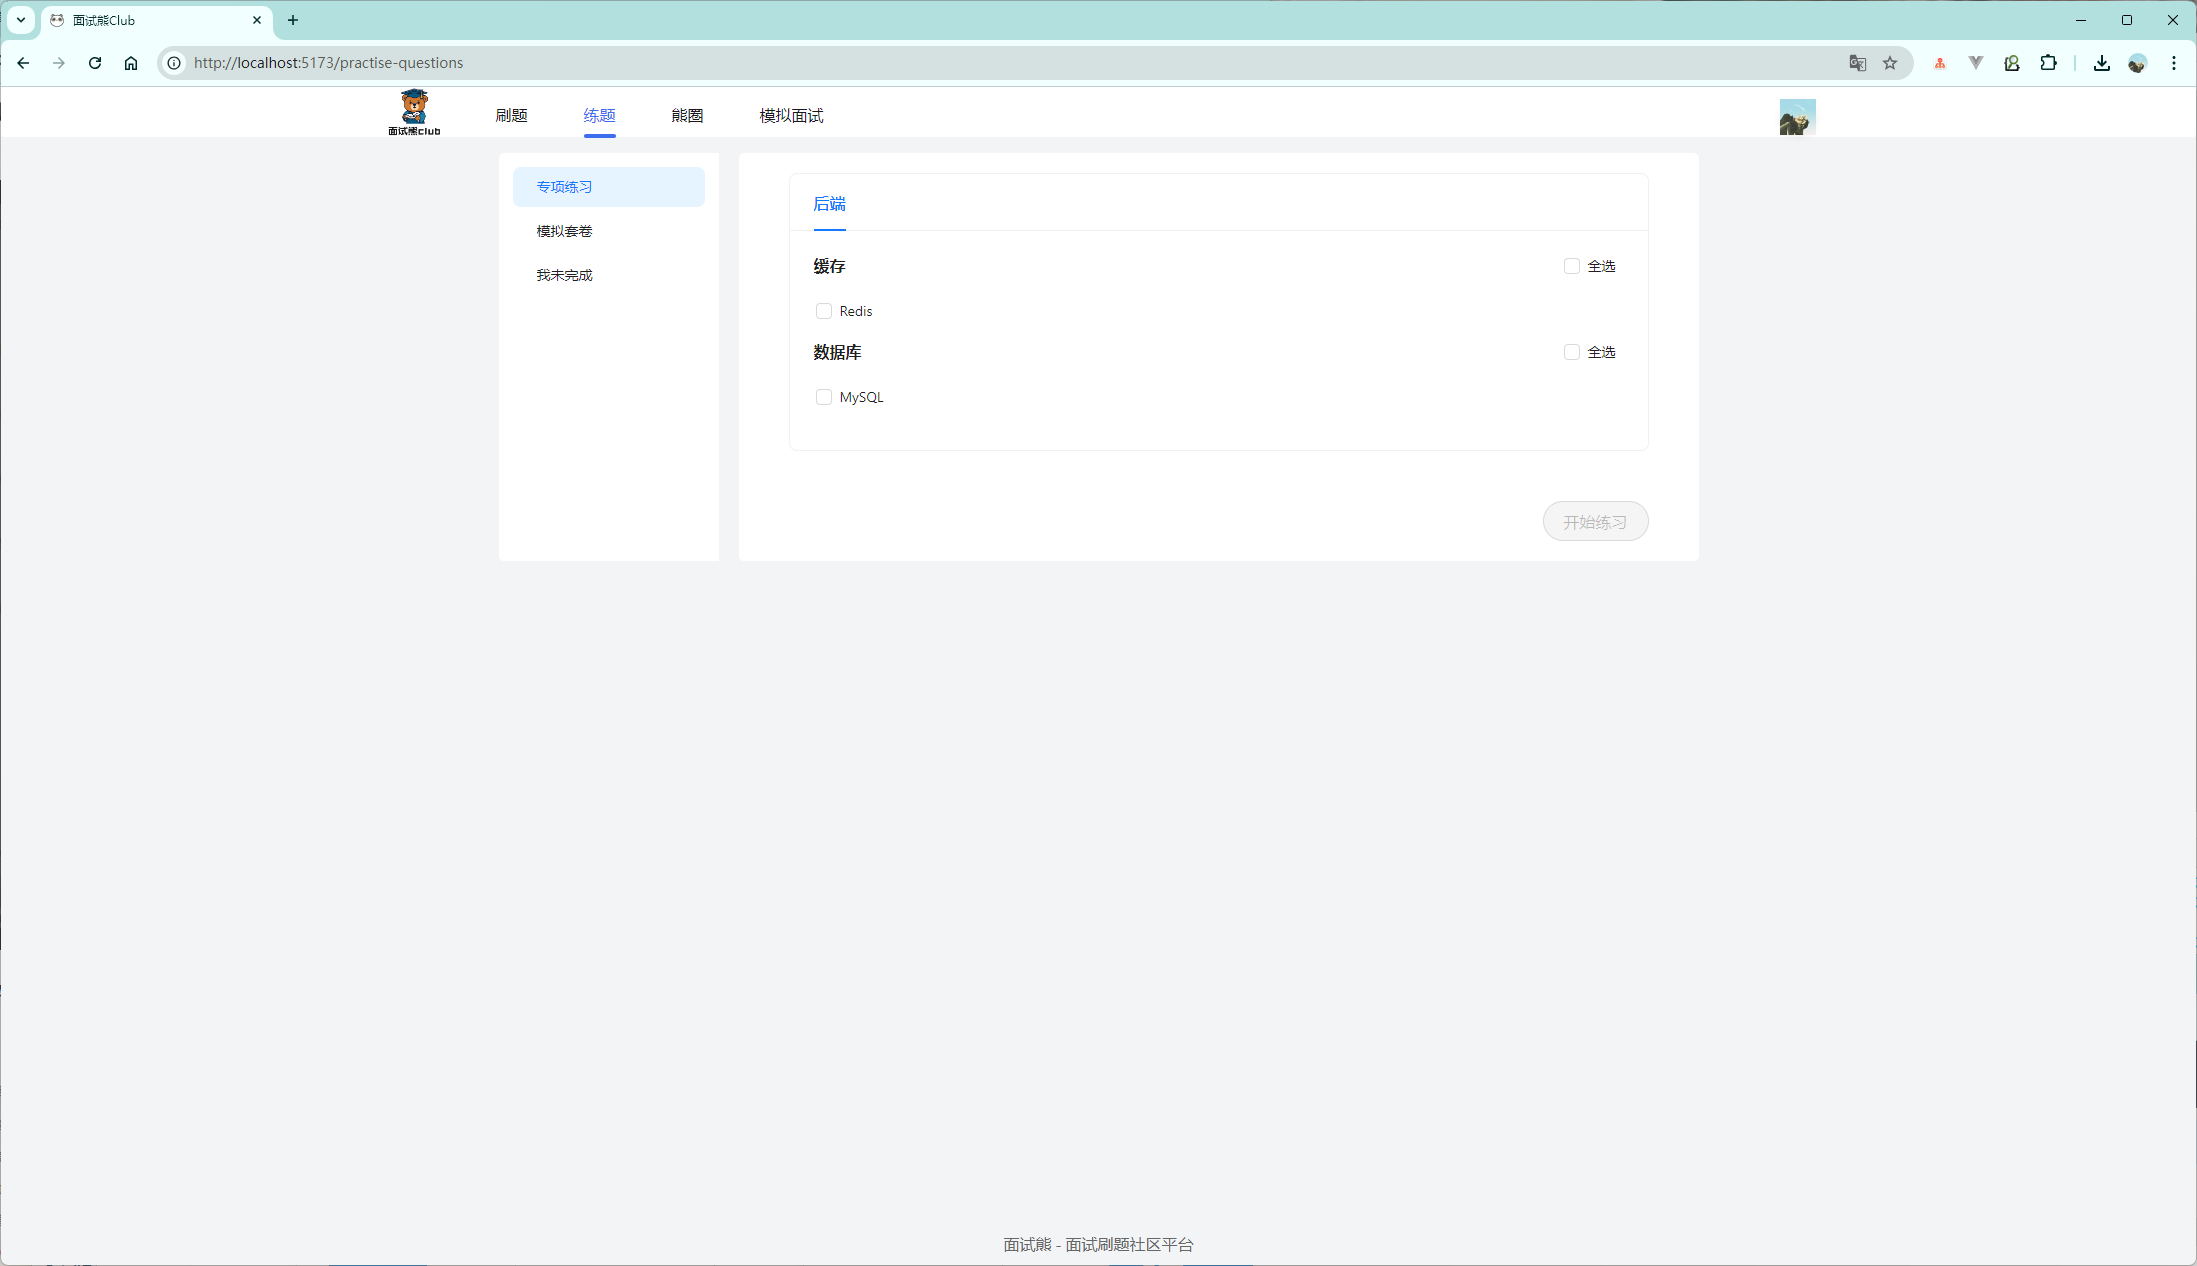 面试熊Club
http://localhost:5173/practise-questions
面试熊club
刷题
练题
熊圈
模拟面试
专项练习
模拟套卷
我未完成
后端
缓存
全选
Redis
数据库
全选
MySQL
开始练习
面试熊 - 面试刷题社区平台